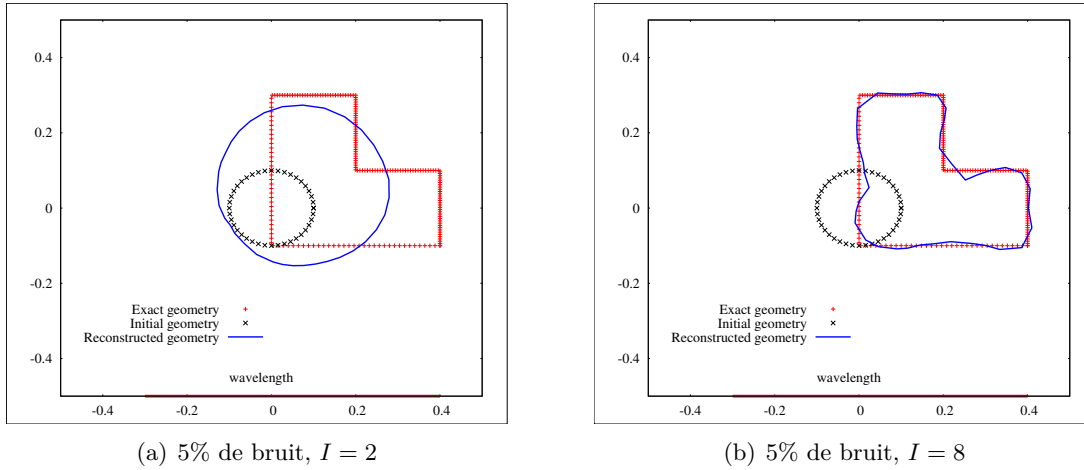 0.4
0.2
0
-0.2
-0.4
Exact geometry
Initial geometry
Reconstructed geometry
wavelength
-0.4 -0.2 0 0.2 0.4
(a) 5% de bruit, I = 2
0.4
0.2
0
-0.2
-0.4
Exact geometry
Initial geometry
Reconstructed geometry
wavelength
-0.4 -0.2 0 0.2 0.4
(b) 5% de bruit, I = 8